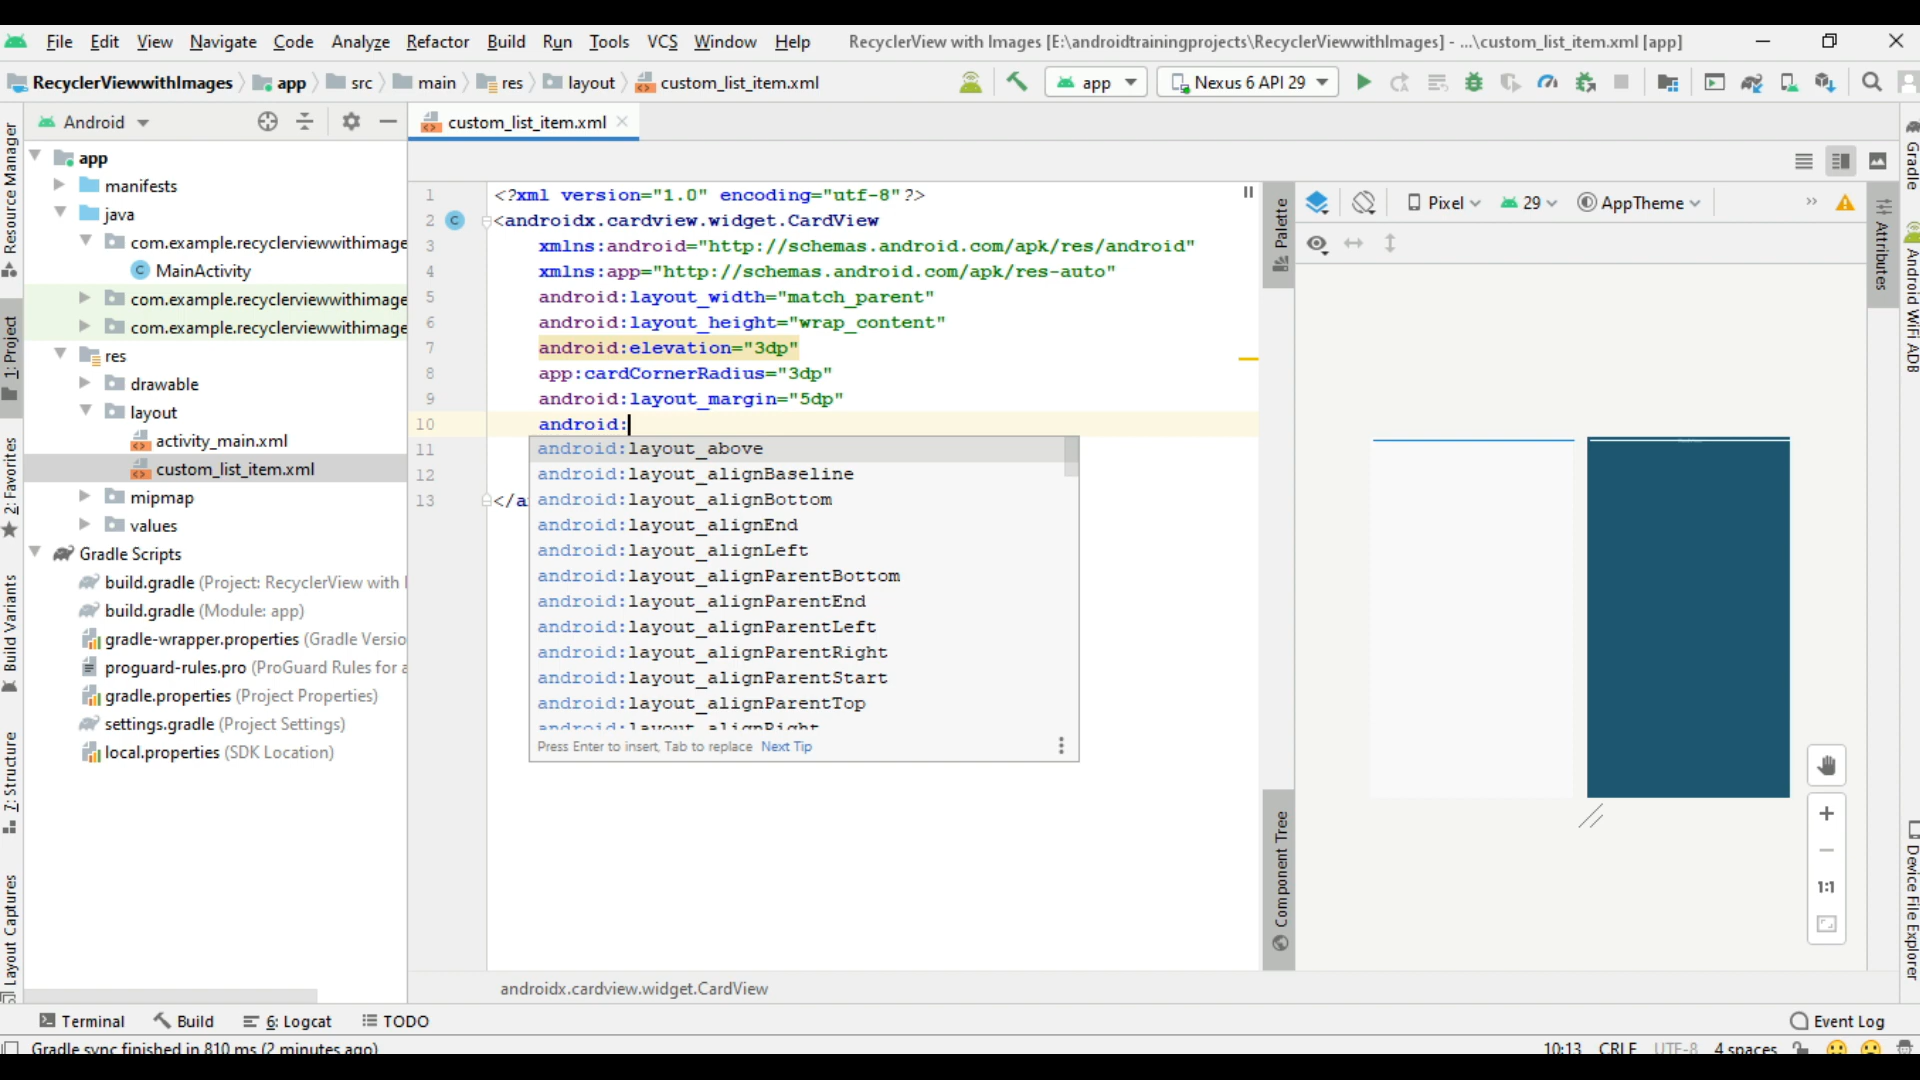 File Edit View Navigate Code Analyze Refactor Build Run Tools VCS Window Help RecyclerView with Images [E:\androidtrainingprojects\RecyclerViewwithImages] - ...\custom_list_item.xml [app]
RecyclerViewwithImages app src main res layout custom_list_item.xml app Nexus 6 API 29
Android
custom_list_item.xml
app
manifests
java
com.example.recyclerviewwithimage
MainActivity
com.example.recyclerviewwithimage
com.example.recyclerviewwithimage
res
drawable
layout
activity_main.xml
custom_list_item.xml
mipmap
values
Gradle Scripts
build.gradle (Project: RecyclerView with I
build.gradle (Module: app)
gradle-wrapper.properties (Gradle Versio
proguard-rules.pro (ProGuard Rules for a
gradle.properties (Project Properties)
settings.gradle (Project Settings)
local.properties (SDK Location)
Resource Manager
1: Project
2: Favorites
Build Variants
7: Structure
Layout Captures
1 <?xml version="1.0" encoding="utf-8"?>
2 <androidx.cardview.widget.CardView
3 xmlns:android="http://schemas.android.com/apk/res/android"
4 xmlns:app="http://schemas.android.com/apk/res-auto"
5 android:layout_width="match_parent"
6 android:layout_height="wrap_content"
7 android:elevation="3dp"
8 app:cardCornerRadius="3dp"
9 android:layout_margin="5dp"
10 android:
11
12
13 </a
android:layout_above
android:layout_alignBaseline
android:layout_alignBottom
android:layout_alignEnd
android:layout_alignLeft
android:layout_alignParentBottom
android:layout_alignParentEnd
android:layout_alignParentLeft
android:layout_alignParentRight
android:layout_alignParentStart
android:layout_alignParentTop
android:layout_alignRight
Press Enter to insert, Tab to replace Next Tip
androidx.cardview.widget.CardView
Palette
Component Tree
Pixel 29 AppTheme
1:1
Attributes
Gradle
Android WiFi ADB
Device File Explorer
Terminal Build 6: Logcat TODO Event Log
Gradle sync finished in 810 ms (2 minutes ago) 10:13 CRLF UTF-8 4 spaces